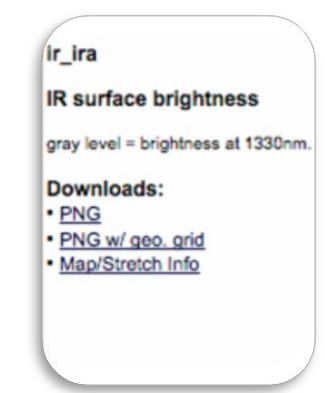 ir_ira
IR surface brightness
gray level = brightness at 1330nm.
Downloads:
• PNG
• PNG w/ geo. grid
• Map/Stretch Info